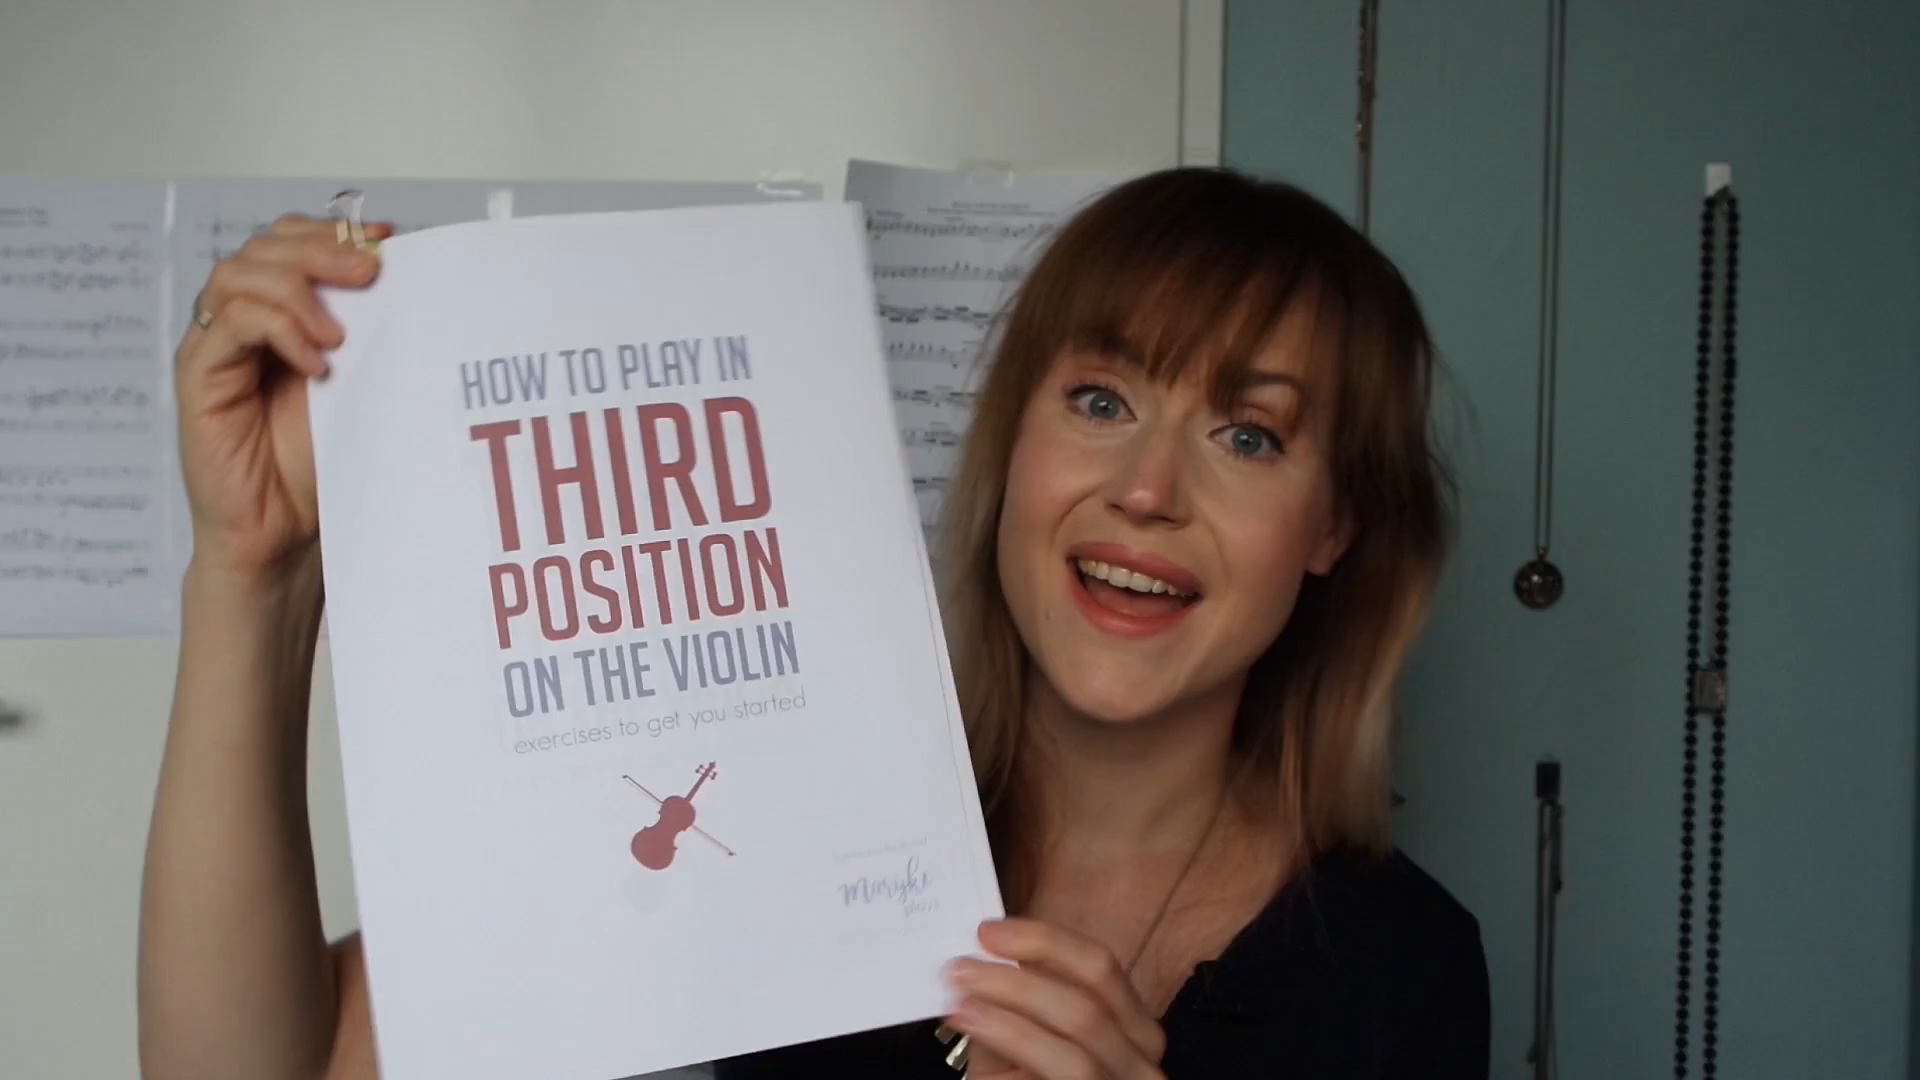 HOW TO PLAY IN
THIRD
POSITION
ON THE VIOLIN
exercises to get you started